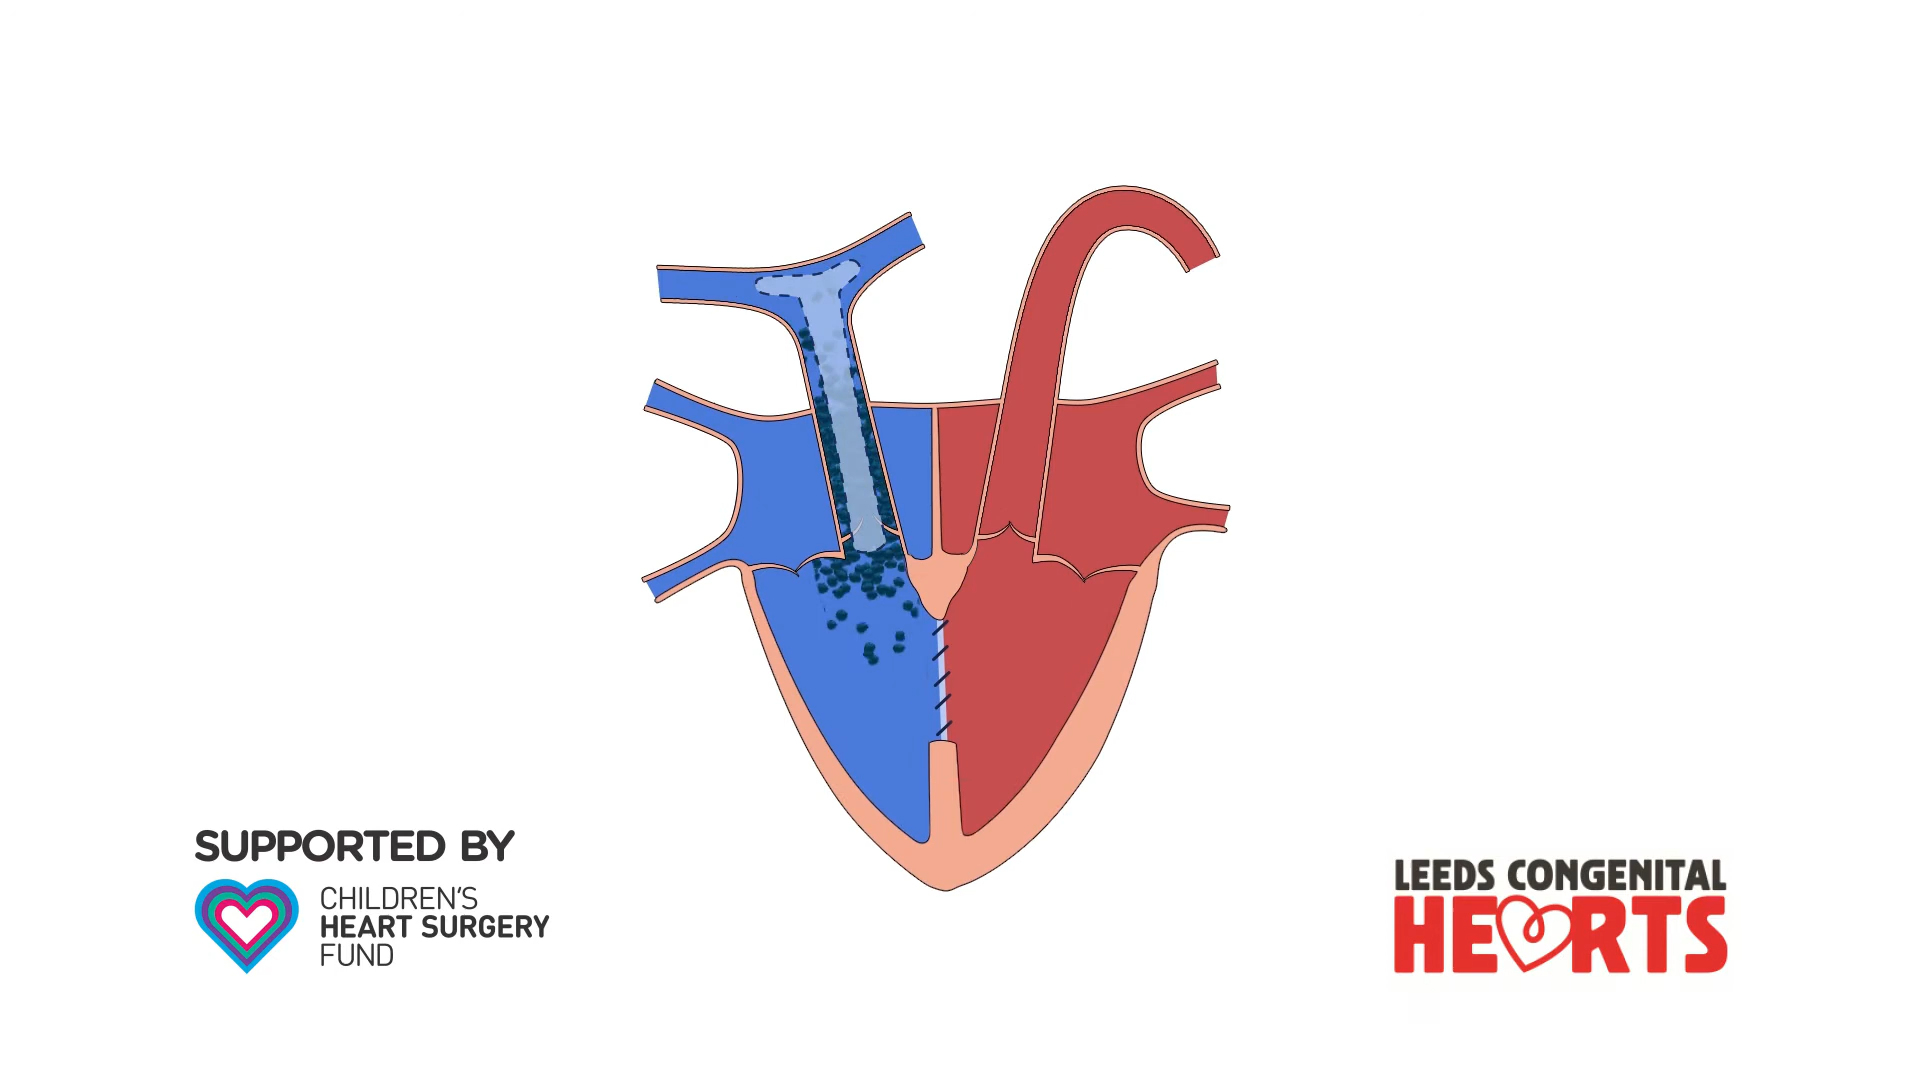 SUPPORTED BY
CHILDREN'S
HEART SURGERY
FUND
LEEDS CONGENITAL
HEARTS